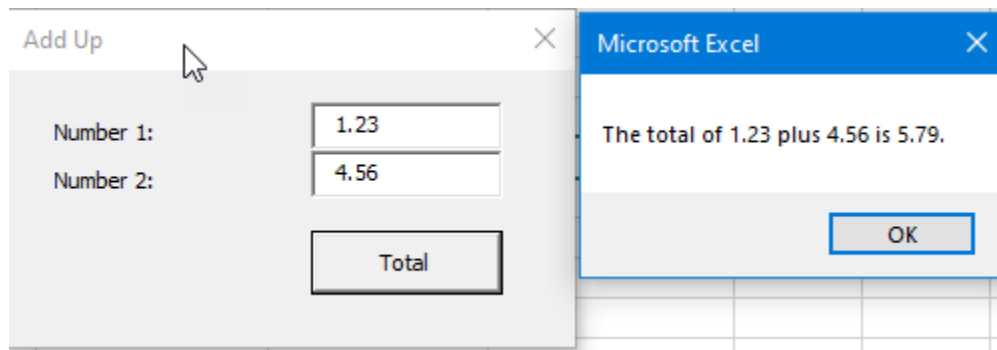 Add Up
Number 1:
1.23
Number 2:
4.56
Total
Microsoft Excel
The total of 1.23 plus 4.56 is 5.79.
OK